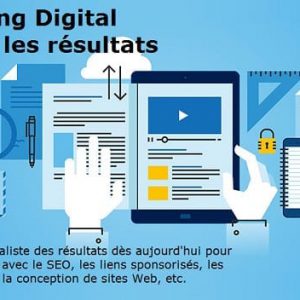 ng Digital
les résultats
aliste des résultats dès aujourd'hui pour
avec le SEO, les liens sponsorisés, les
la conception de sites Web, etc.